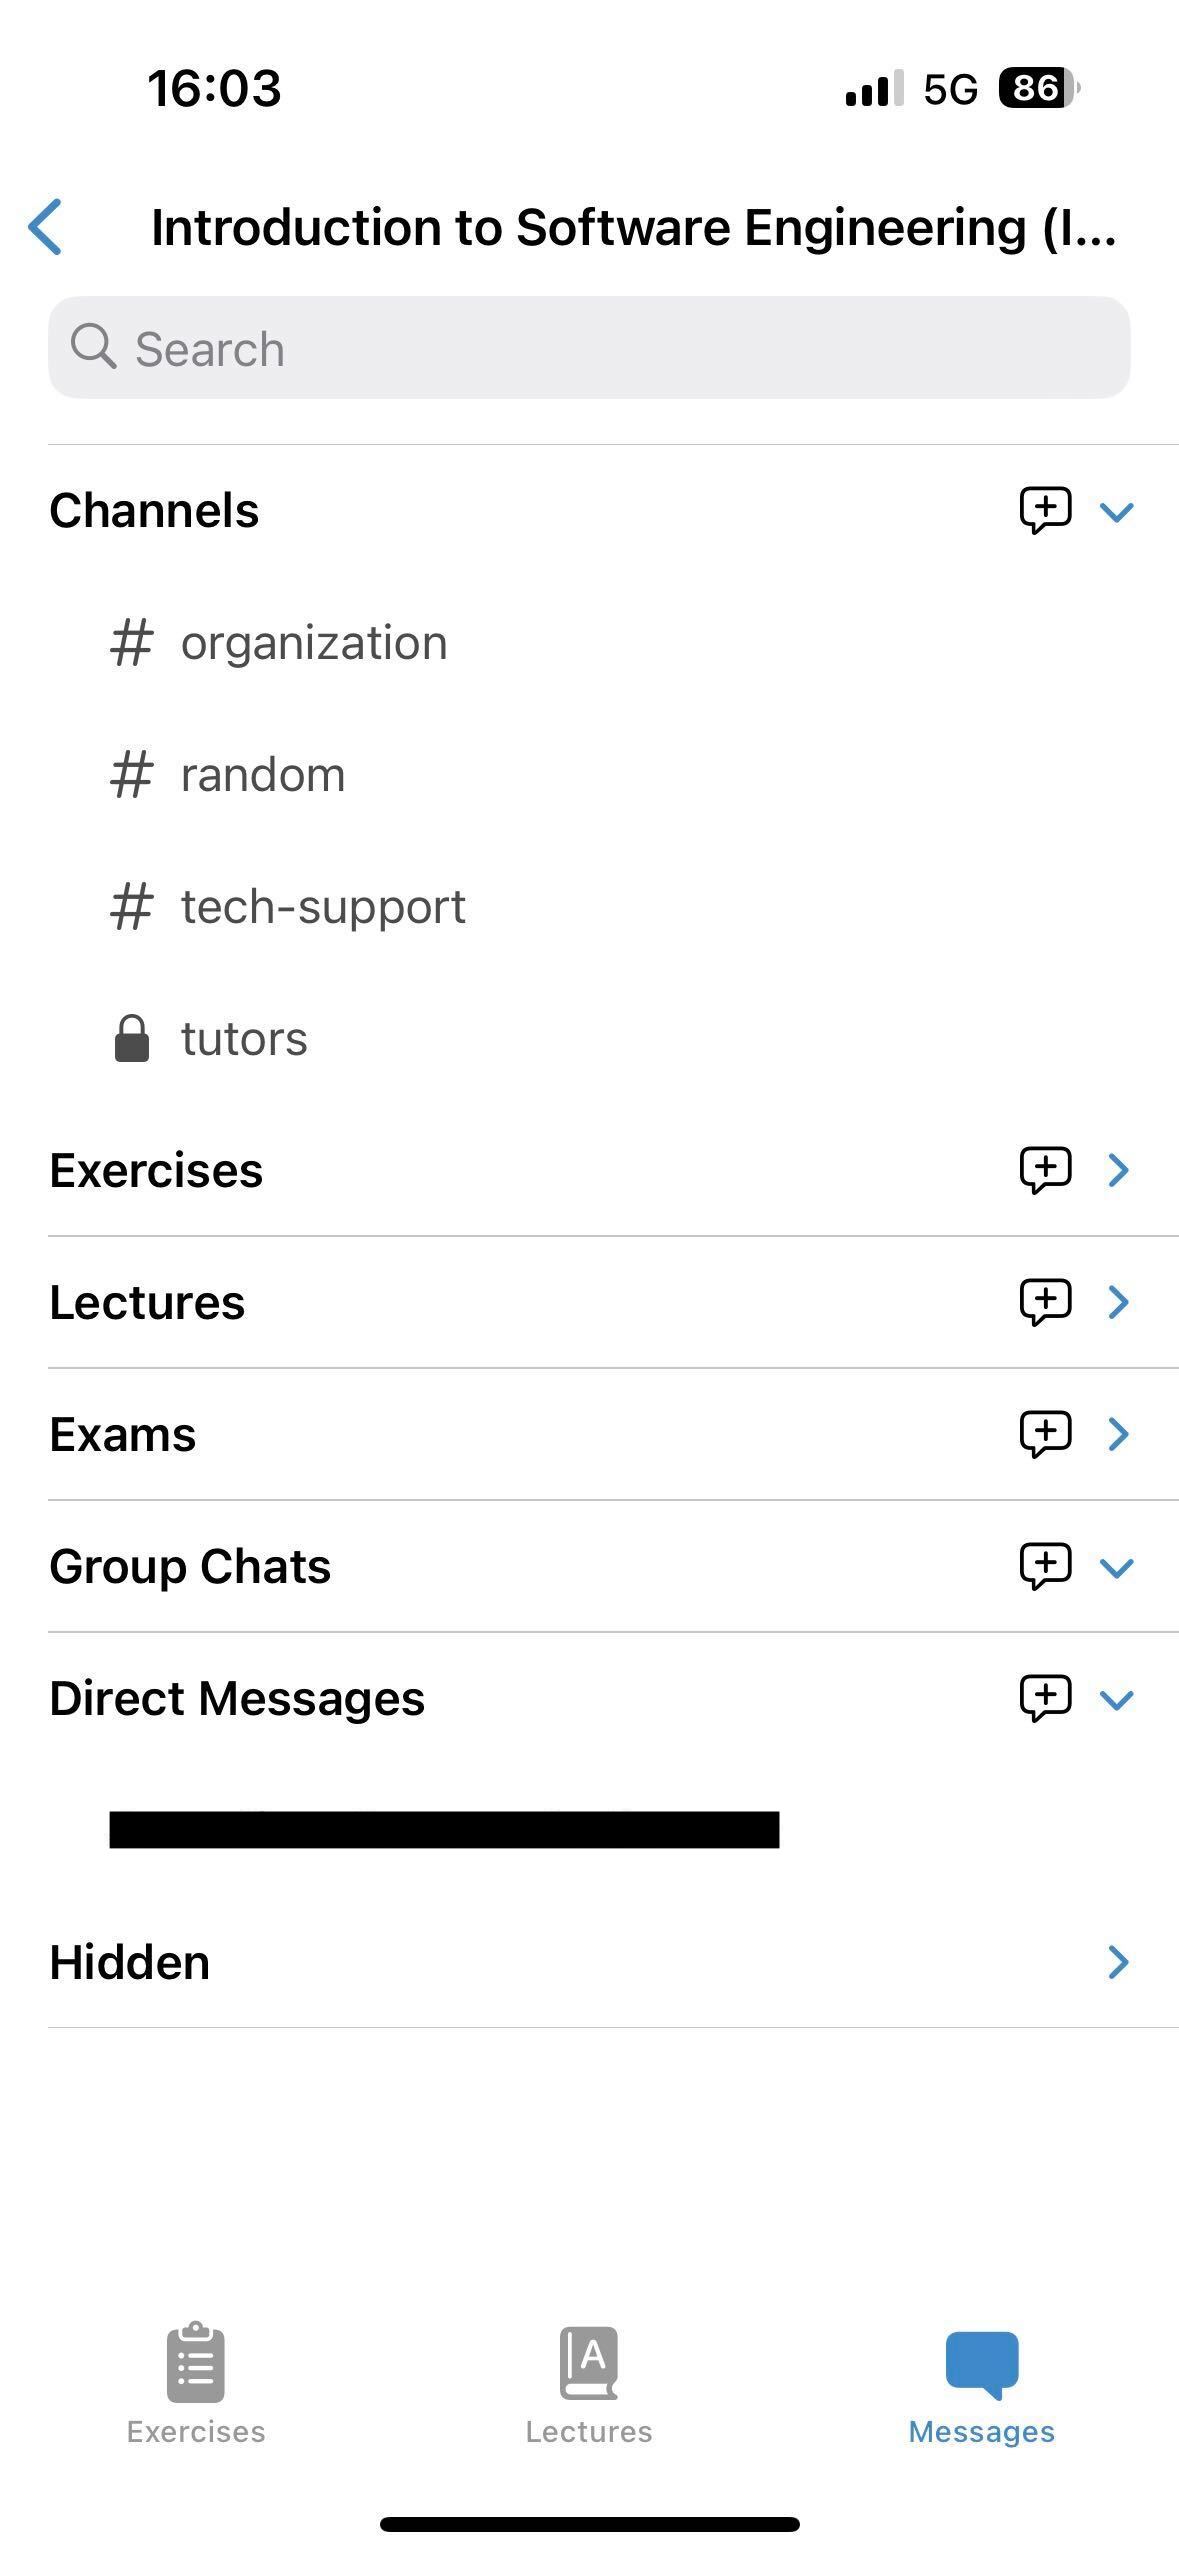 16:03 5G 86
Introduction to Software Engineering (I...
Search
Channels
# organization
# random
# tech-support
tutors
Exercises
Lectures
Exams
Group Chats
Direct Messages
Hidden
Exercises Lectures Messages